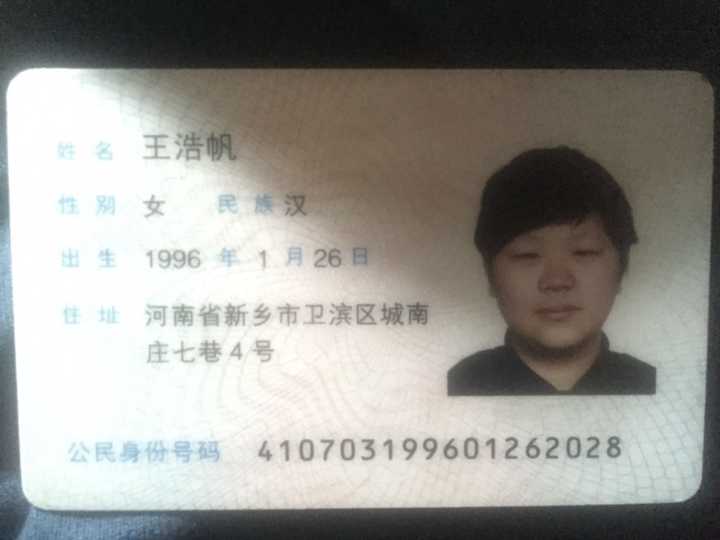 姓名 王浩帆
性别 女 民族 汉
出生 1996 年 1 月 26 日
住址 河南省新乡市卫滨区城南
庄七巷4号
公民身份号码 410703199601262028